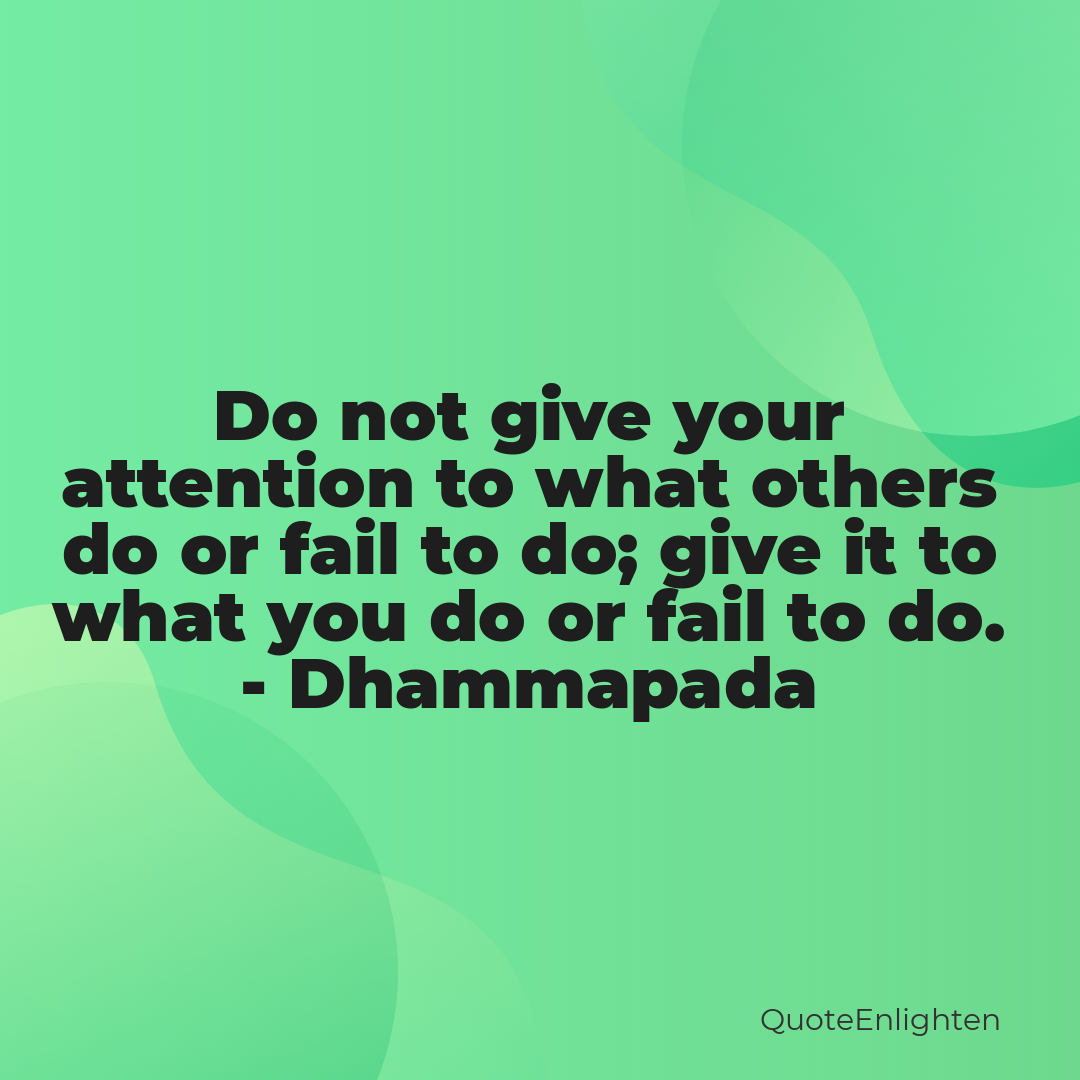 Do not give your
attention to what others
do or fail to do; give it to
what you do or fail to do.
- Dhammapada
QuoteEnlighten